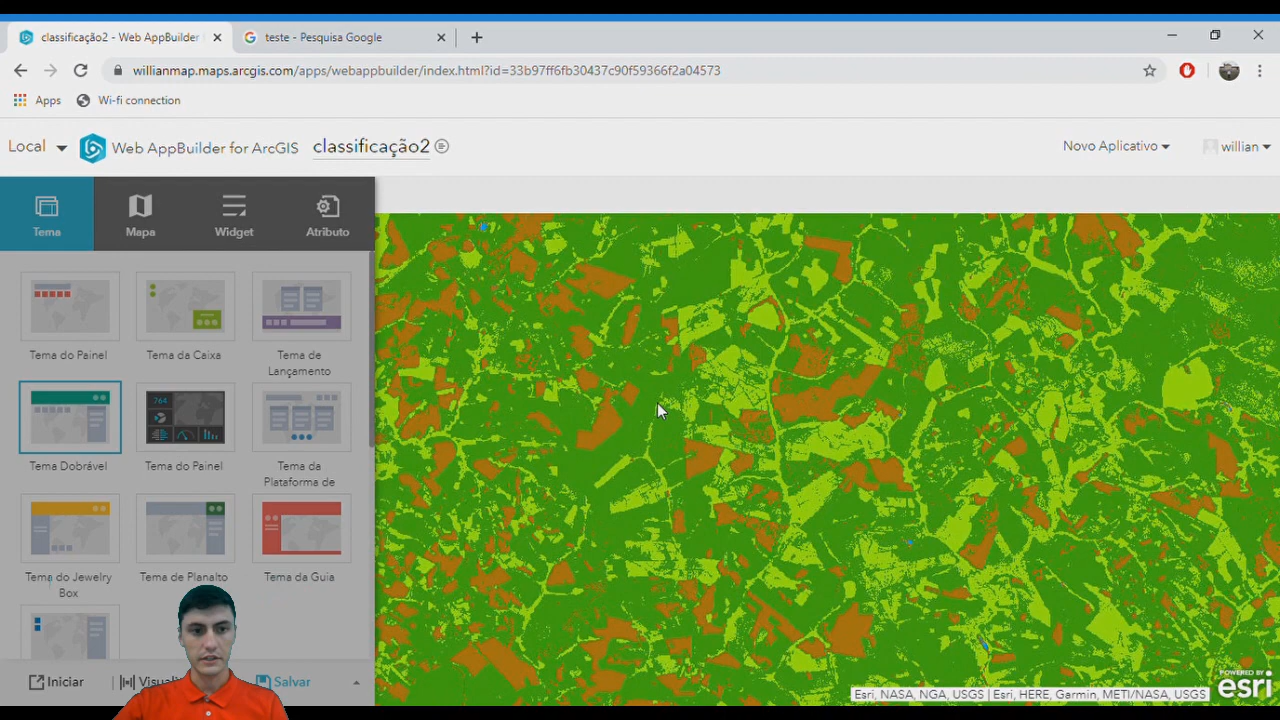 classificação2 - Web AppBuilder
teste - Pesquisa Google
willianmap.maps.arcgis.com/apps/webappbuilder/index.html?id=33b97ff6fb30437c90f59366f2a04573
Apps
Wi-fi connection
Local
Web AppBuilder for ArcGIS
classificação2
Novo Aplicativo
willian
Tema
Mapa
Widget
Atributo
Tema do Painel
Tema da Caixa
Tema de
Lançamento
764
Tema Dobrável
Tema do Painel
Tema da
Plataforma de
Tema do Jewelry
Box
Tema de Planalto
Tema da Guia
Iniciar
Salvar
Esri, NASA, NGA, USGS | Esri, HERE, Garmin, METI/NASA, USGS
POWERED BY
esri